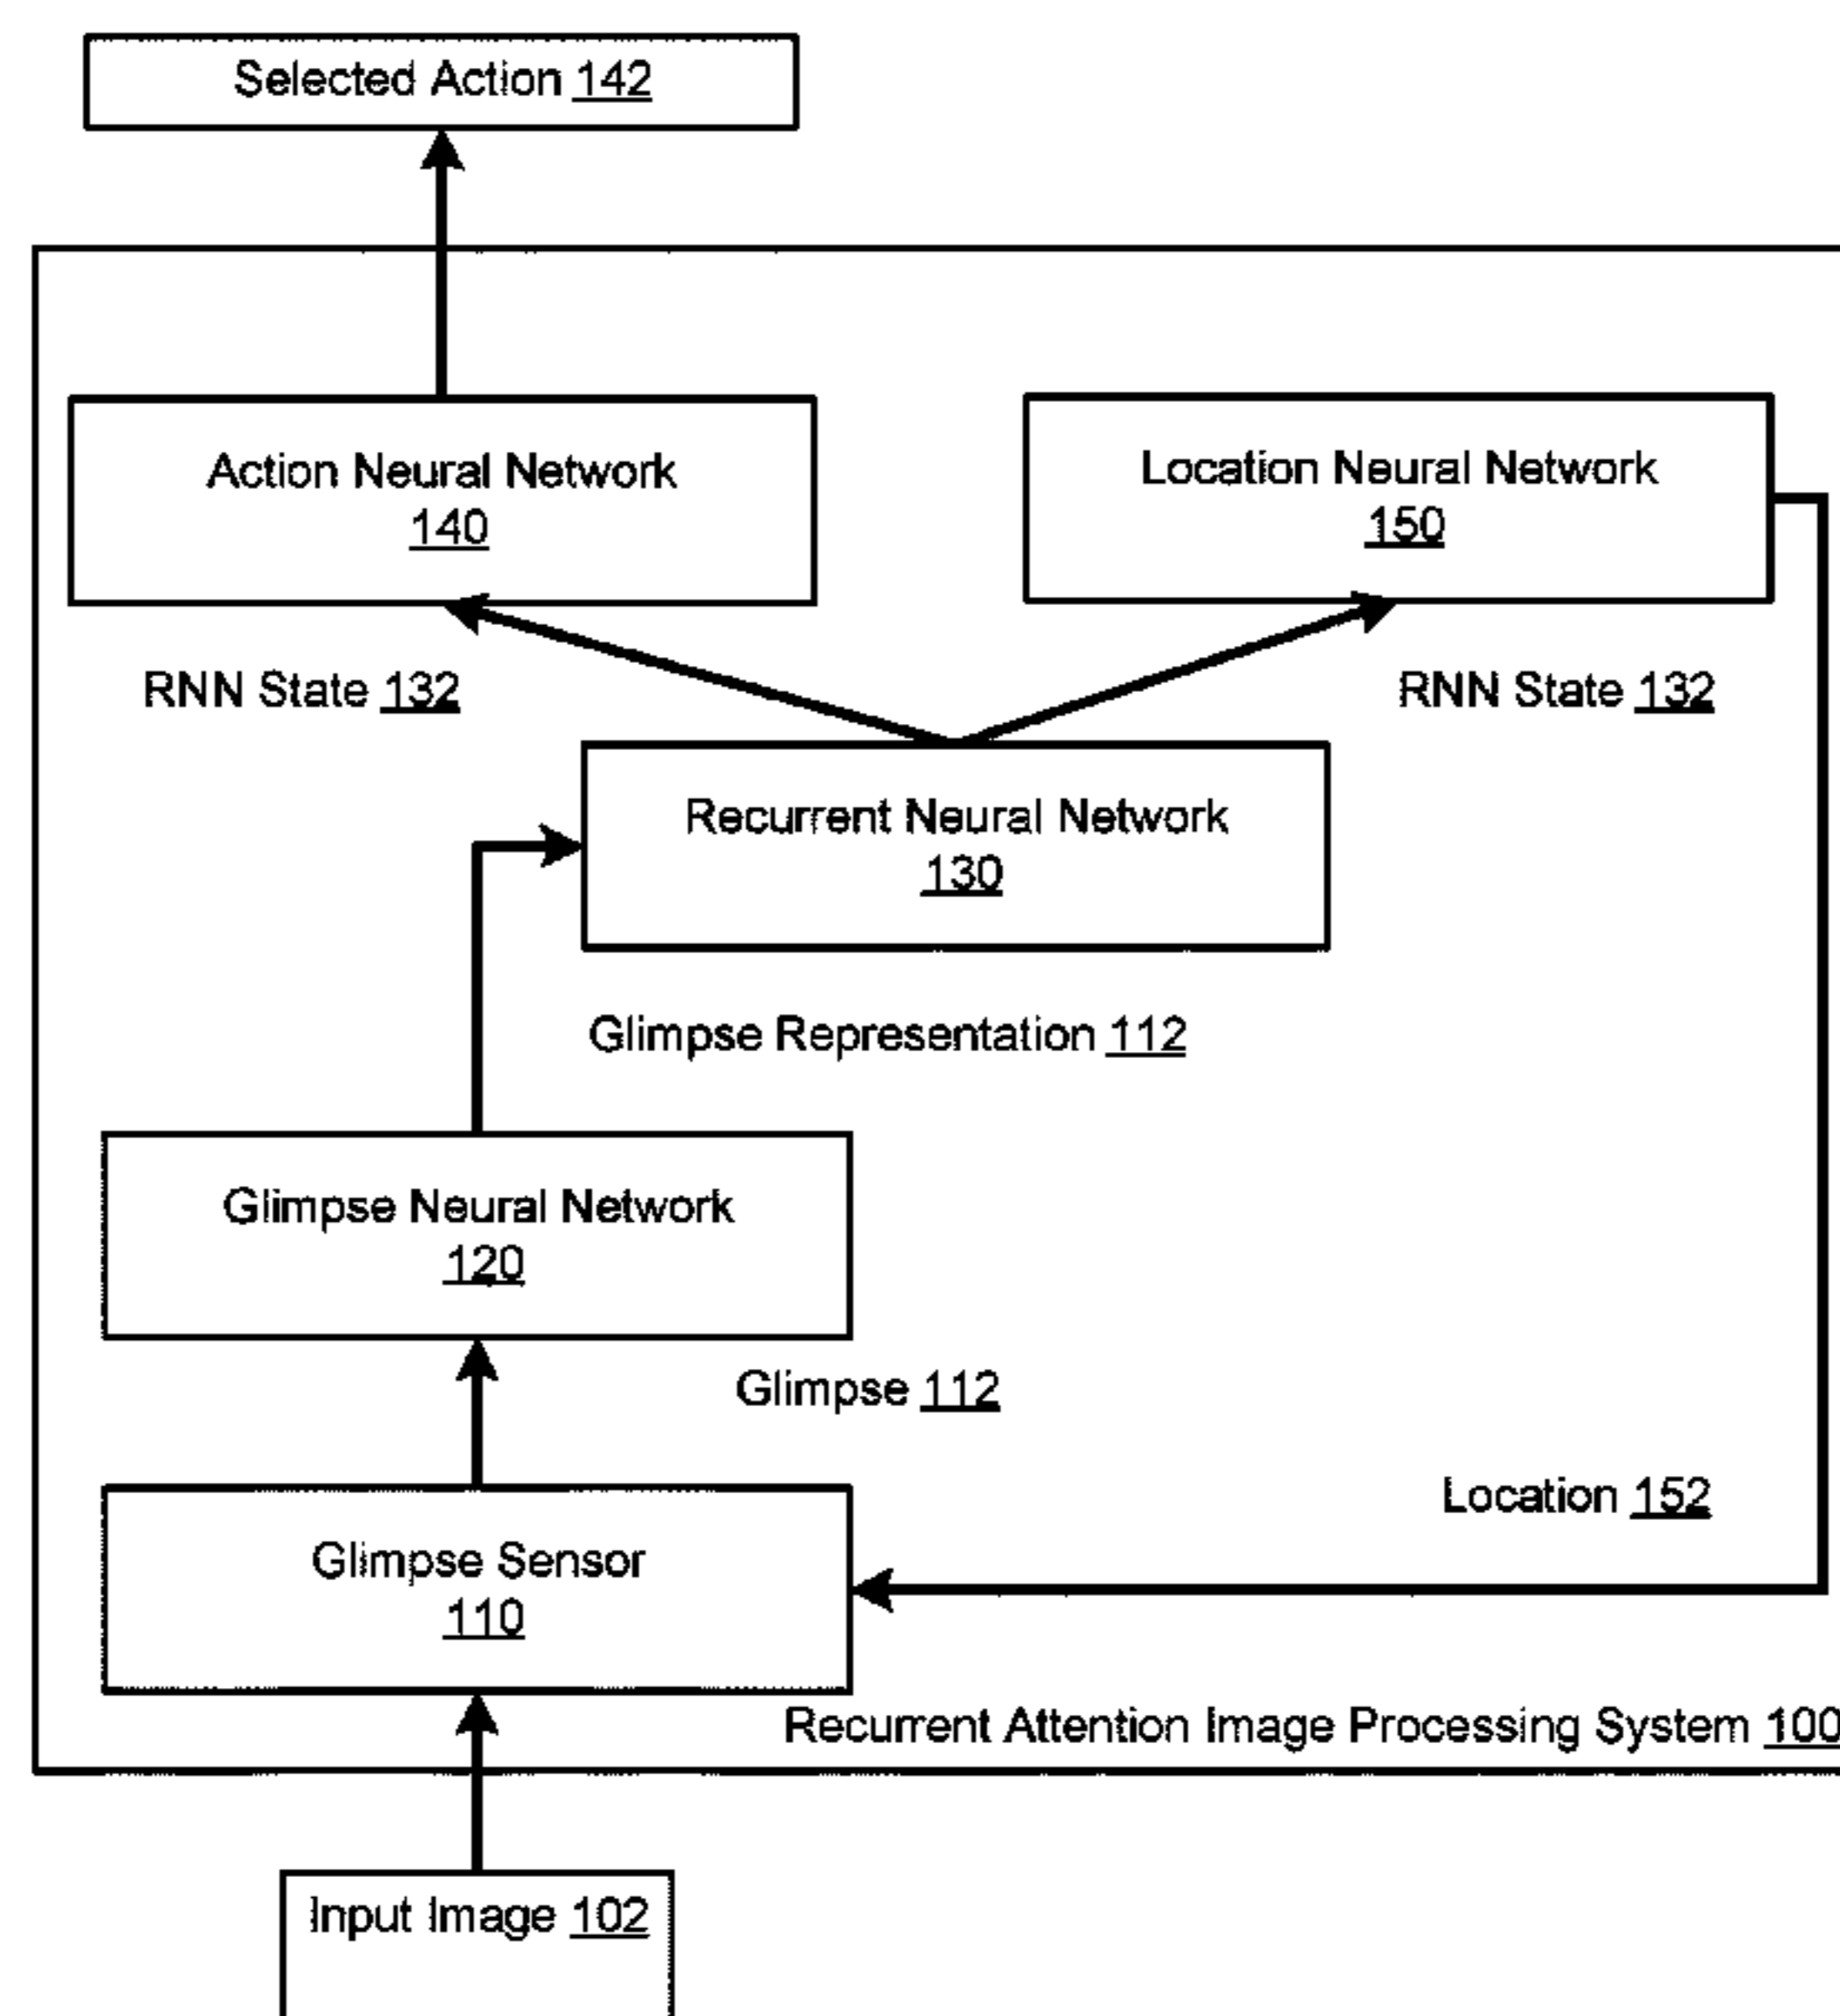 Selected Action 142
Action Neural Network
140
Location Neural Network
150
RNN State 132
RNN State 132
Recurrent Neural Network
130
Glimpse Representation 112
Glimpse Neural Network
120
Glimpse 112
Location 152
Glimpse Sensor
110
Recurrent Attention Image Processing System 100
Input Image 102